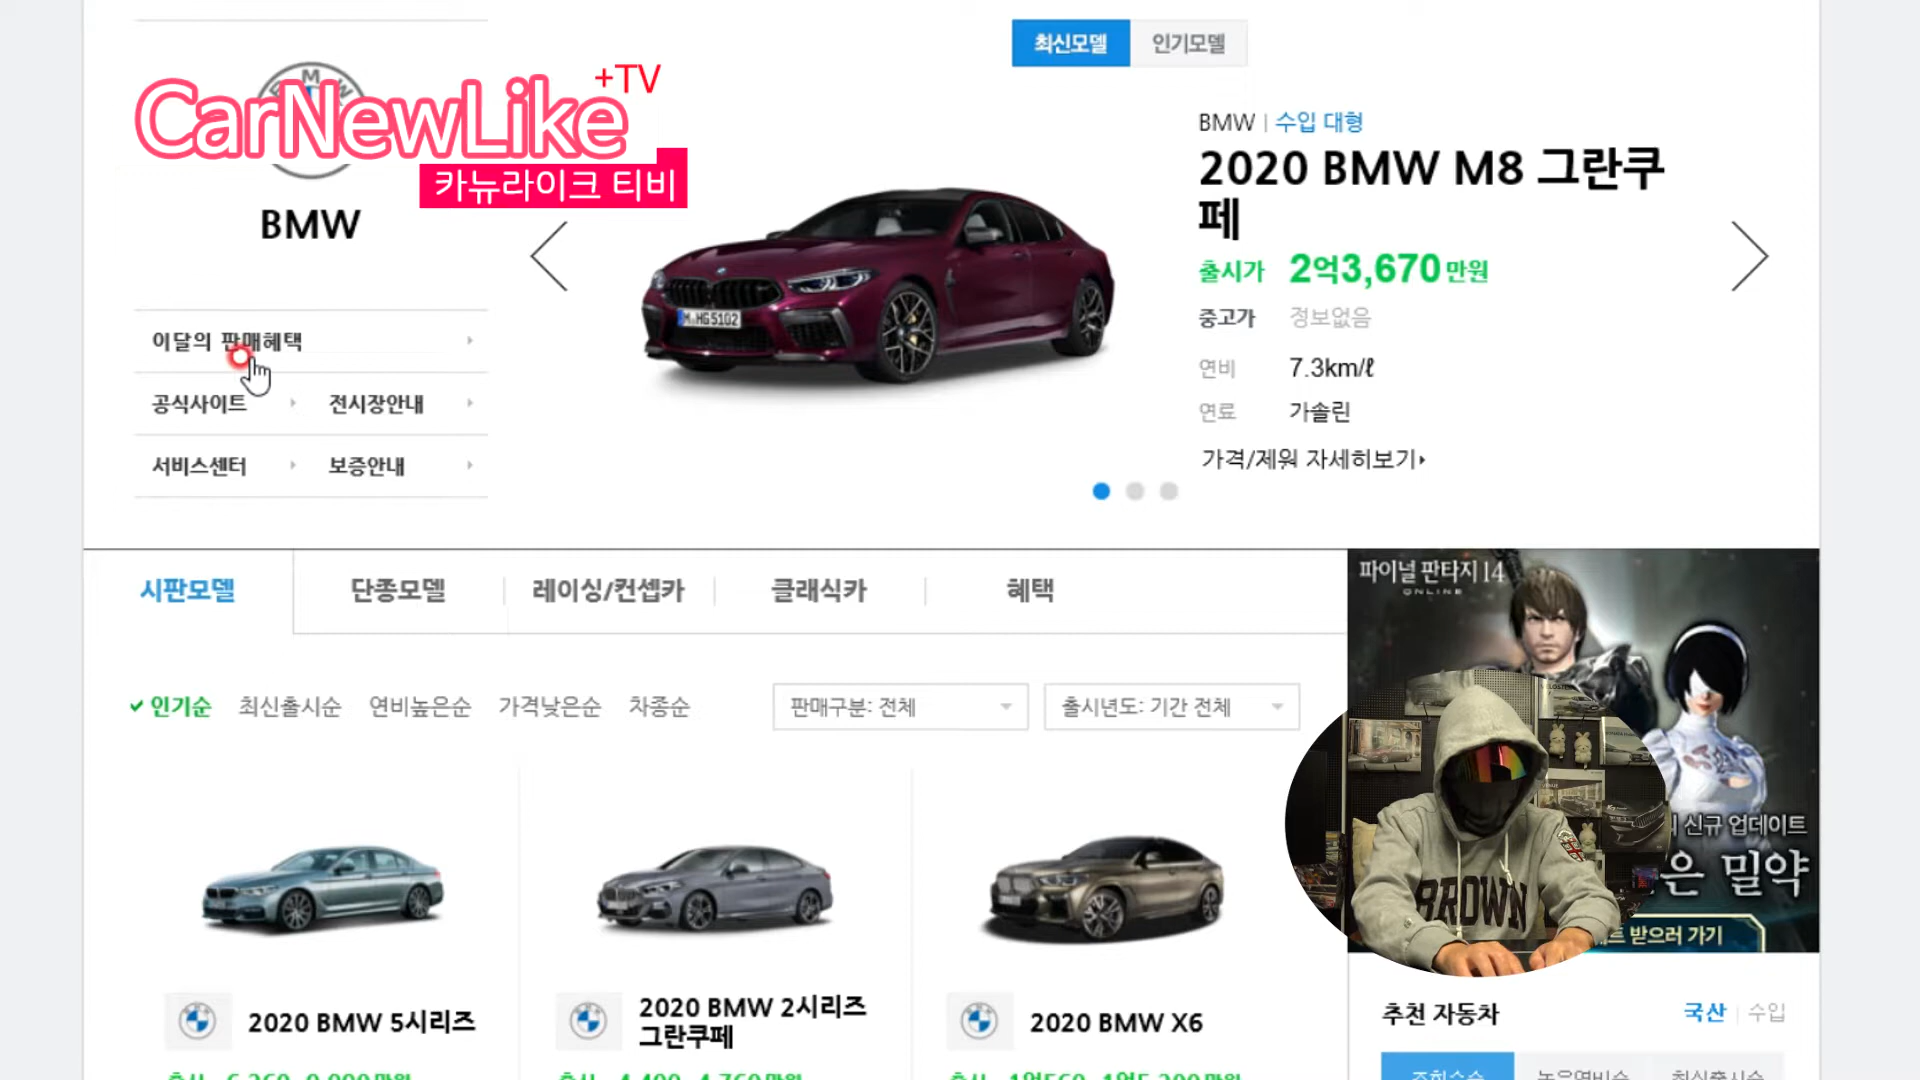 최신모델
인기모델
+TV
CarNewLike
카뉴라이크 티비
BMW
BMW | 수입 대형
2020 BMW M8 그란쿠
페
출시가 2억3,670만원
중고가 정보없음
연비 7.3km/ℓ
연료 가솔린
가격/제원 자세히보기
M HG5102
이달의 판매혜택
공식사이트
전시장안내
서비스센터
보증안내
시판모델
단종모델
레이싱/컨셉카
클래식카
혜택
파이널 판타지 14
ONLINE
인기순
최신출시순
연비높은순
가격낮은순
차종순
판매구분: 전체
출시년도: 기간 전체
신규 업데이트
은 밀약
BROWN
트 받으러 가기
2020 BMW 5시리즈
2020 BMW 2시리즈
그란쿠페
2020 BMW X6
추천 자동차
국산 | 수입